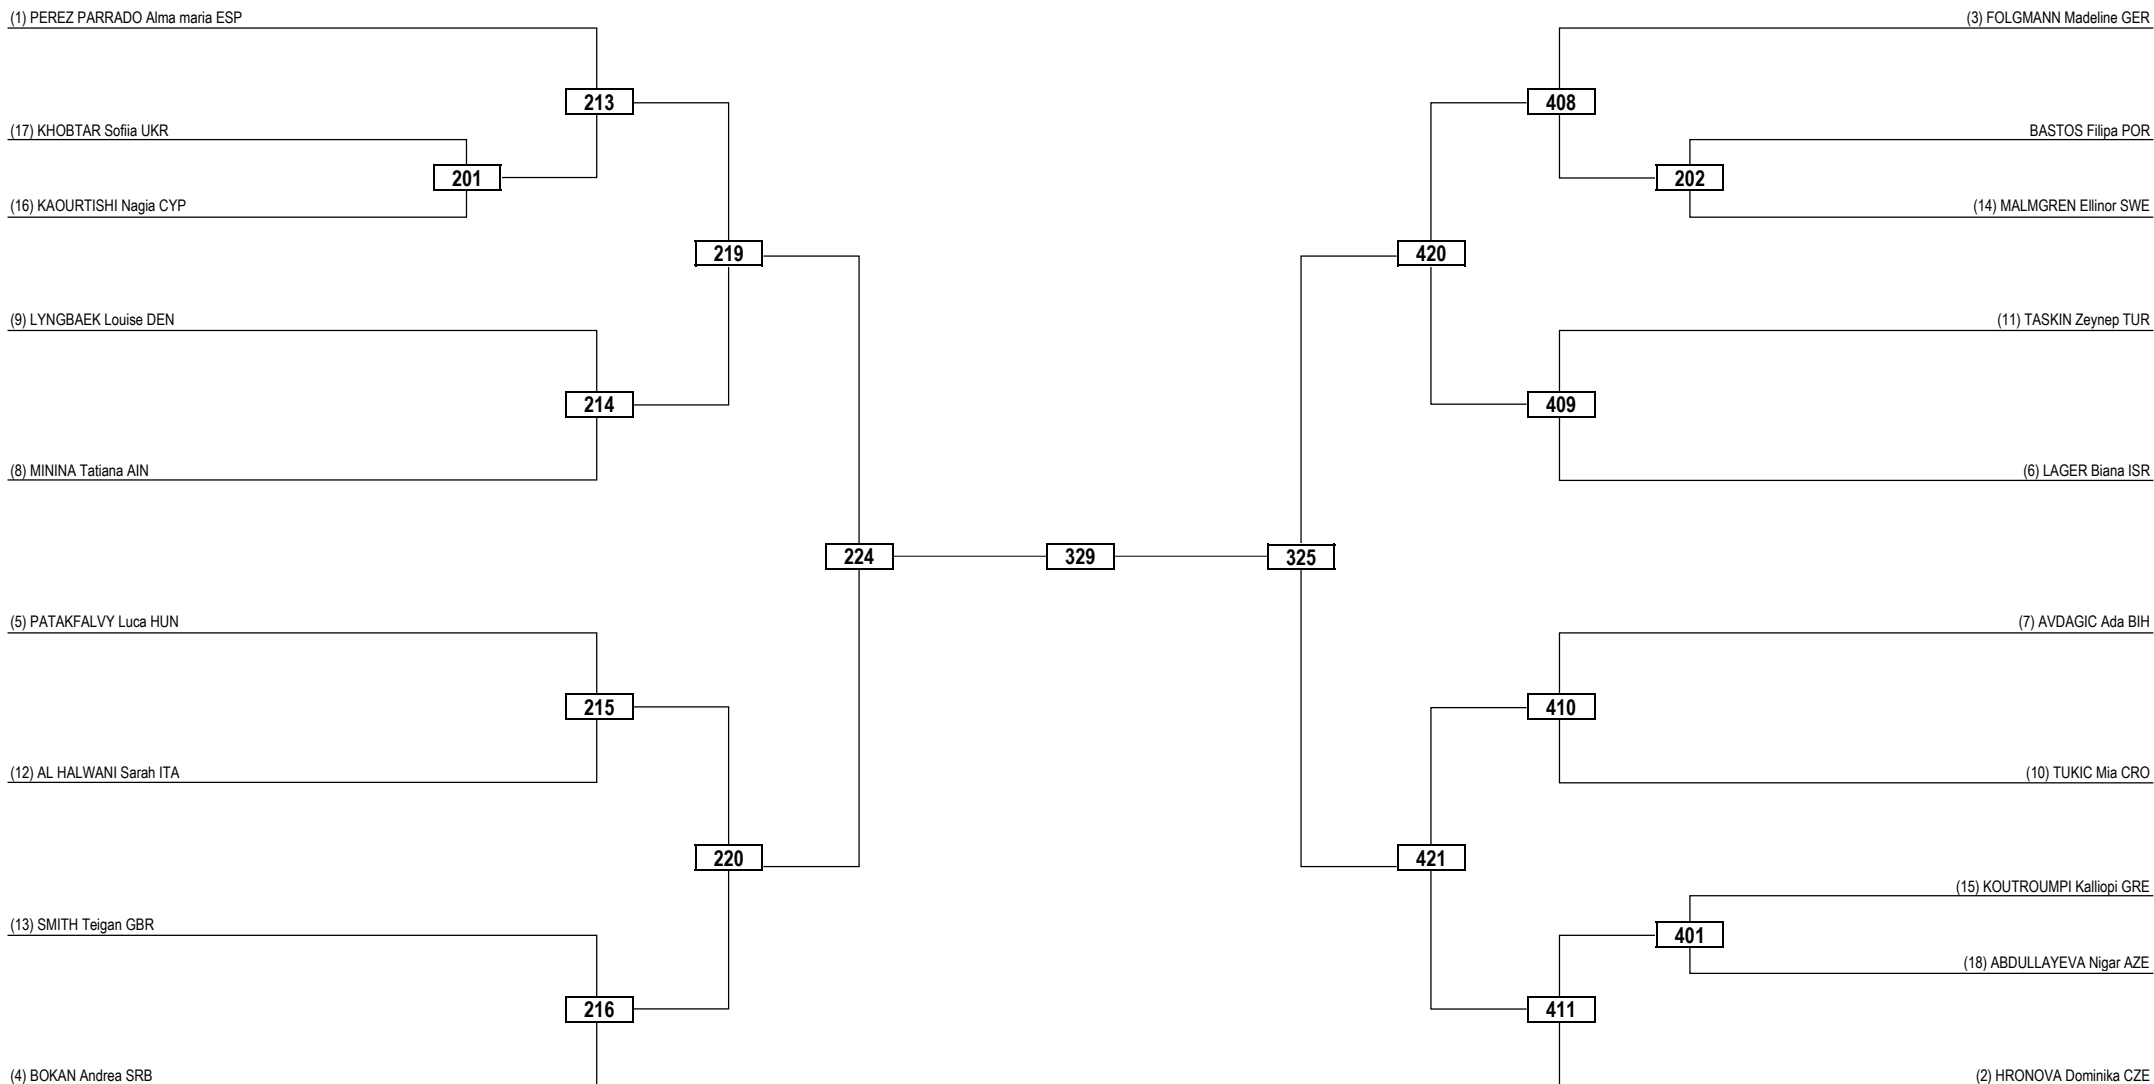 (1) PEREZ PARRADO Alma maria ESP
213
(17) KHOBTAR Sofiia UKR
201
(16) KAOURTISHI Nagia CYP
219
(9) LYNGBAEK Louise DEN
214
(8) MININA Tatiana AIN
224
(5) PATAKFALVY Luca HUN
215
(12) AL HALWANI Sarah ITA
220
(13) SMITH Teigan GBR
216
(4) BOKAN Andrea SRB
329
(3) FOLGMANN Madeline GER
408
BASTOS Filipa POR
202
(14) MALMGREN Ellinor SWE
420
(11) TASKIN Zeynep TUR
409
(6) LAGER Biana ISR
325
(7) AVDAGIC Ada BIH
410
(10) TUKIC Mia CRO
421
(15) KOUTROUMPI Kalliopi GRE
401
(18) ABDULLAYEVA Nigar AZE
411
(2) HRONOVA Dominika CZE